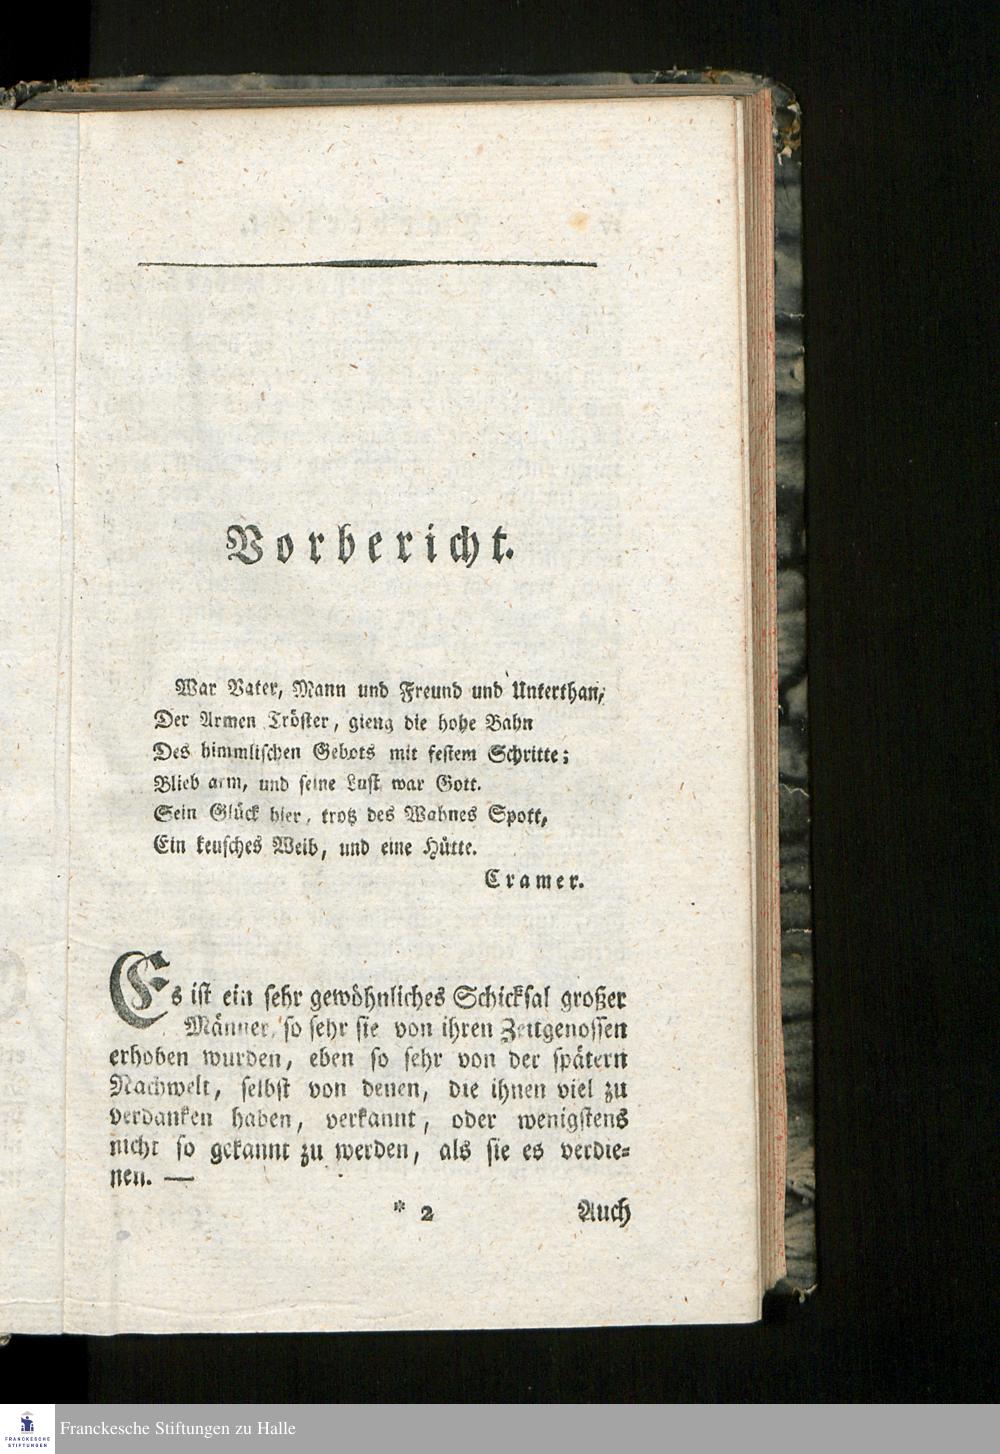 Vorbericht.
War Vater, Mann und Freund und Unterthan,
Der Armen Tröster, gieng die hohe Bahn
Des himmlischen Gebots mit festem Schritte;
Blieb arm, und seine Lust war Gott.
Sein Glück hier, trotz des Wahnes Spott,
Ein keusches Weib, und eine Hütte.
Cramer.
Es ist ein sehr gewöhnliches Schicksal großer
Männer, so sehr sie von ihren Zeitgenossen
erhoben wurden, eben so sehr von der spätern
Nachwelt, selbst von denen, die ihnen viel zu
verdanken haben, verkannt, oder wenigstens
nicht so gekannt zu werden, als sie es verdie=
nen. —
* 2 Auch
FRANCKESCHE
STIFTUNGEN
Franckesche Stiftungen zu Halle